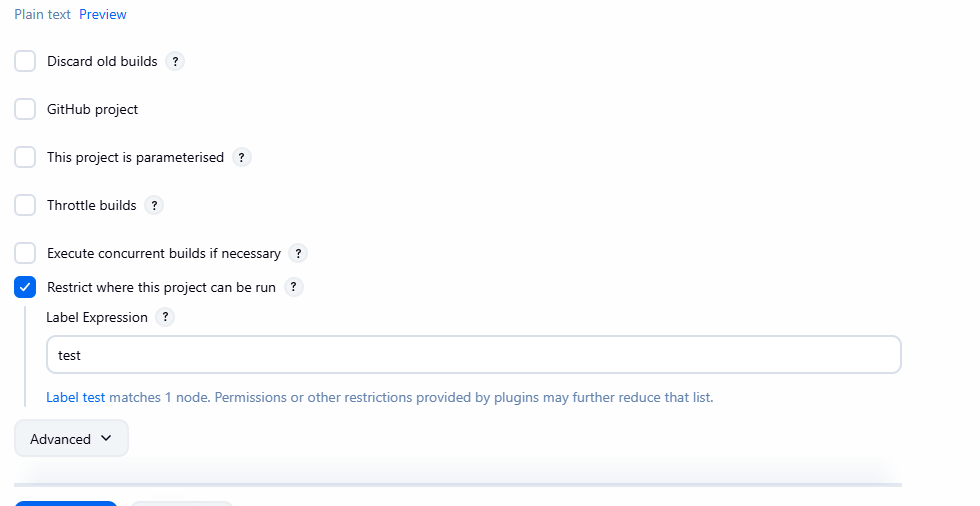 Plain text Preview
Discard old builds ?
GitHub project
This project is parameterised ?
Throttle builds ?
Execute concurrent builds if necessary ?
Restrict where this project can be run ?
Label Expression ?
test
Label test matches 1 node. Permissions or other restrictions provided by plugins may further reduce that list.
Advanced